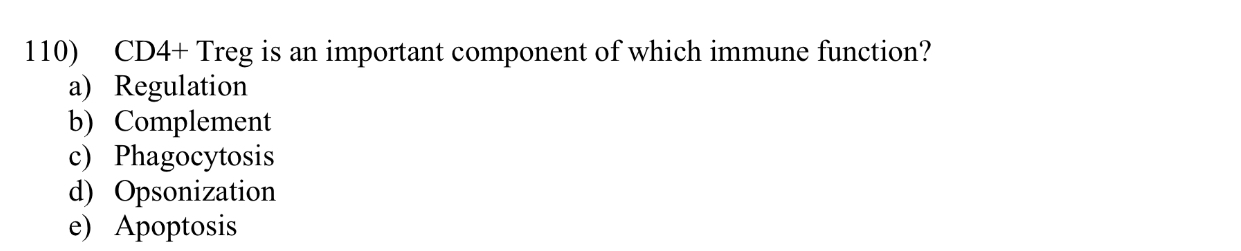 110) CD4+ Treg is an important component of which immune function?
a) Regulation
b) Complement
c) Phagocytosis
d) Opsonization
e) Apoptosis